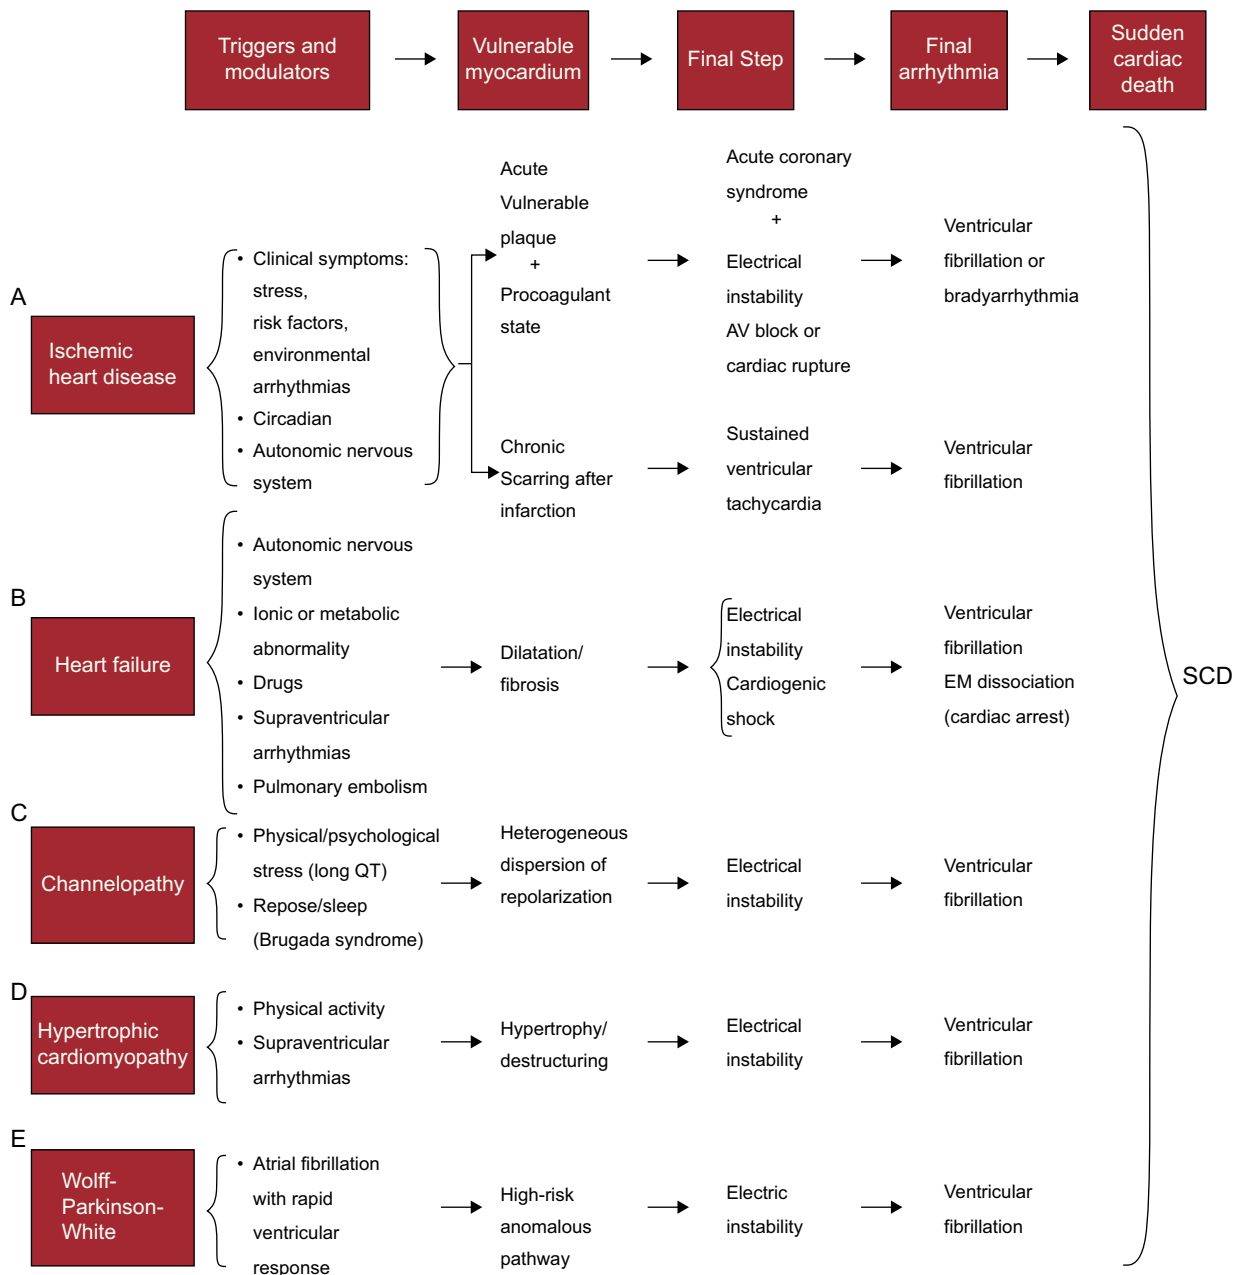 Triggers and
modulators
Vulnerable
myocardium
Final Step
Final
arrhythmia
Sudden
cardiac
death
A
Ischemic
heart disease
• Clinical symptoms:
stress,
risk factors,
environmental
arrhythmias
• Circadian
• Autonomic nervous
system
Acute
Vulnerable
plaque
+
Procoagulant
state
Acute coronary
syndrome
+
Electrical
instability
AV block or
cardiac rupture
Ventricular
fibrillation or
bradyarrhythmia
Chronic
Scarring after
infarction
Sustained
ventricular
tachycardia
Ventricular
fibrillation
B
Heart failure
• Autonomic nervous
system
• Ionic or metabolic
abnormality
• Drugs
• Supraventricular
arrhythmias
• Pulmonary embolism
Dilatation/
fibrosis
Electrical
instability
Cardiogenic
shock
Ventricular
fibrillation
EM dissociation
(cardiac arrest)
SCD
C
Channelopathy
• Physical/psychological
stress (long QT)
• Repose/sleep
(Brugada syndrome)
Heterogeneous
dispersion of
repolarization
Electrical
instability
Ventricular
fibrillation
D
Hypertrophic
cardiomyopathy
• Physical activity
• Supraventricular
arrhythmias
Hypertrophy/
destructuring
Electrical
instability
Ventricular
fibrillation
E
Wolff-
Parkinson-
White
• Atrial fibrillation
with rapid
ventricular
response
High-risk
anomalous
pathway
Electric
instability
Ventricular
fibrillation